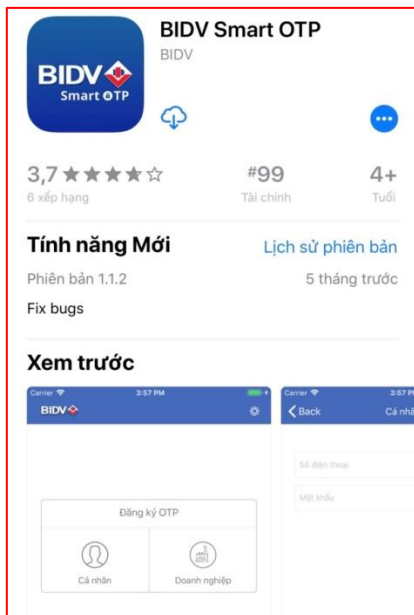 BIDV Smart OTP
BIDV
BIDV
Smart OTP
3,7
#99
4+
6 xếp hạng
Tài chính
Tuổi
Tính năng Mới
Lịch sử phiên bản
Phiên bản 1.1.2
5 tháng trước
Fix bugs
Xem trước
Carrier
3:57 PM
BIDV
Đăng ký OTP
Cá nhân
Doanh nghiệp
Carrier
3:57 PM
Back
Cá nhân
Số điện thoại
Mật khẩu